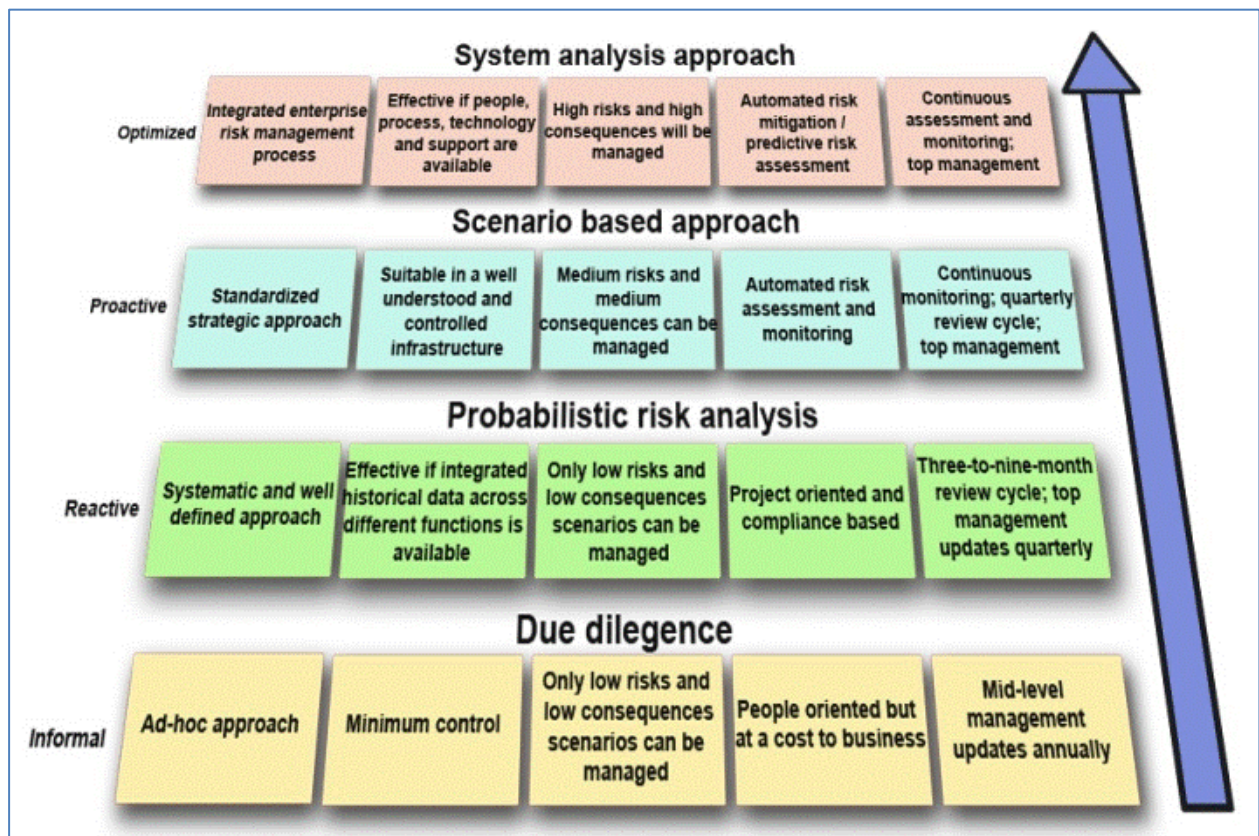 System analysis approach
Optimized
Integrated enterprise
risk management
process
Effective if people,
process, technology
and support are
available
High risks and high
consequences will be
managed
Automated risk
mitigation /
predictive risk
assessment
Continuous
assessment and
monitoring;
top management
Scenario based approach
Proactive
Standardized
strategic approach
Suitable in a well
understood and
controlled
infrastructure
Medium risks and
medium
consequences can be
managed
Automated risk
assessment and
monitoring
Continuous
monitoring; quarterly
review cycle;
top management
Probabilistic risk analysis
Reactive
Systematic and well
defined approach
Effective if integrated
historical data across
different functions is
available
Only low risks and
low consequences
scenarios can be
managed
Project oriented and
compliance based
Three-to-nine-month
review cycle; top
management
updates quarterly
Due dilegence
Informal
Ad-hoc approach
Minimum control
Only low risks and
low consequences
scenarios can be
managed
People oriented but
at a cost to business
Mid-level
management
updates annually